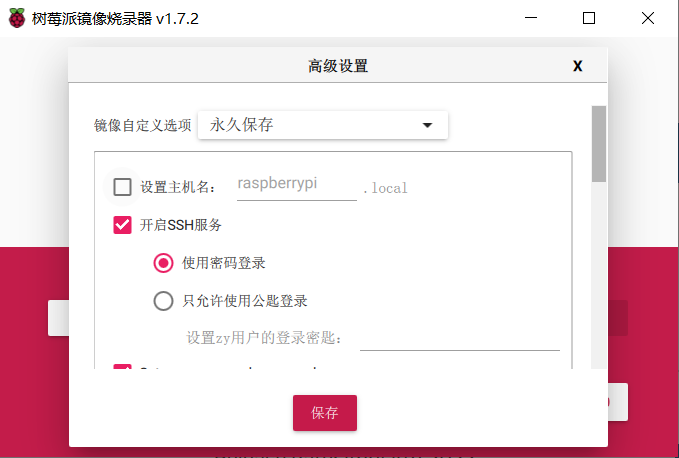 树莓派镜像烧录器 v1.7.2
高级设置
X
镜像自定义选项 永久保存
设置主机名： raspberrypi .local
开启SSH服务
使用密码登录
只允许使用公匙登录
设置zy用户的登录密匙：
保存